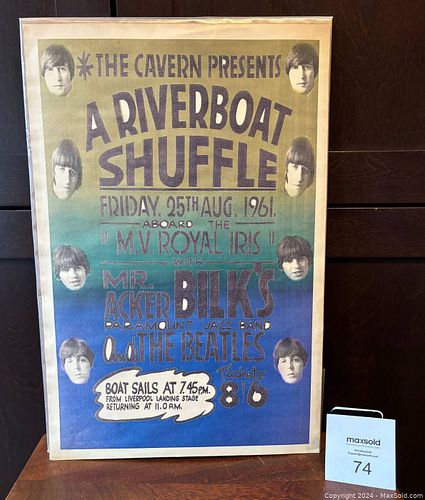 *THE CAVERN PRESENTS
A RIVERBOAT
SHUFFLE
FRIDAY, 25TH AUG. 1961.
ABOARD THE
"M.V. ROYAL IRIS"
WITH
MR. ACKER BILK'S
PARAMOUNT JAZZ BAND
And THE BEATLES
BOAT SAILS AT 7.45 P.M.
FROM LIVERPOOL LANDING STAGE
RETURNING AT 11.0 P.M.
Tickets
8'6
maxsold
74
Copyright 2024 - MaxSold.com